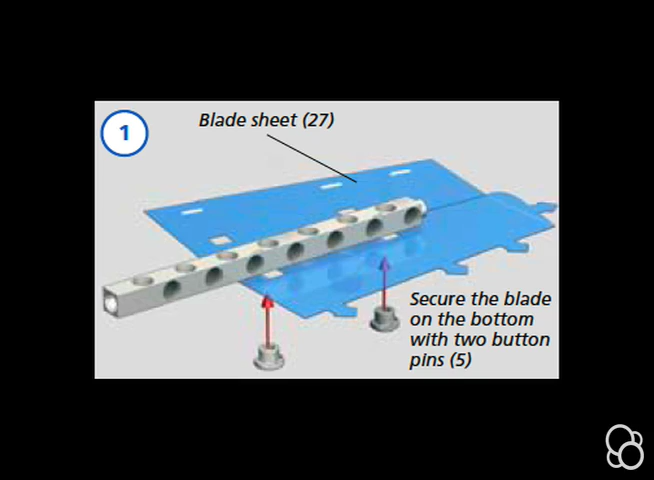 1
Blade sheet (27)
Secure the blade
on the bottom
with two button
pins (5)